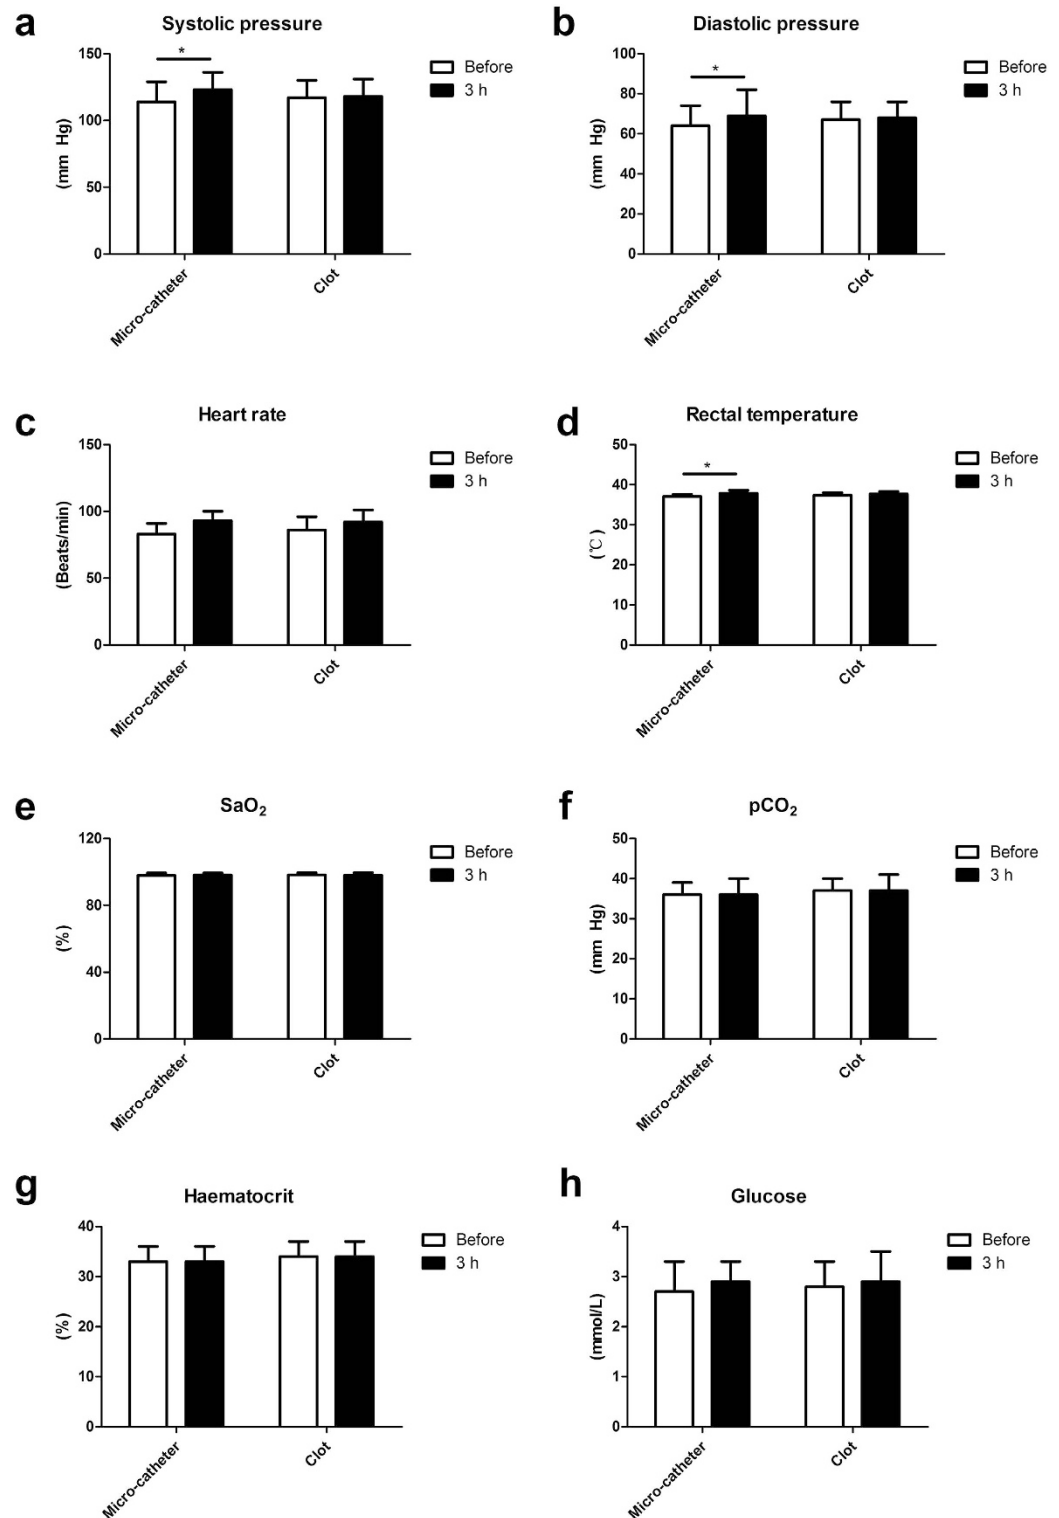 a
Systolic pressure
150
100
50
0
(mm Hg)
*
Before
3 h
Micro-catheter
Clot
b
Diastolic pressure
100
80
60
40
20
0
(mm Hg)
*
Before
3 h
Micro-catheter
Clot
c
Heart rate
150
100
50
0
(Beats/min)
Before
3 h
Micro-catheter
Clot
d
Rectal temperature
50
40
30
20
10
0
(℃)
*
Before
3 h
Micro-catheter
Clot
e
SaO₂
120
80
40
0
(%)
Before
3 h
Micro-catheter
Clot
f
pCO₂
50
40
30
20
10
0
(mm Hg)
Before
3 h
Micro-catheter
Clot
g
Haematocrit
40
30
20
10
0
(%)
Before
3 h
Micro-catheter
Clot
h
Glucose
4
3
2
1
0
(mmol/L)
Before
3 h
Micro-catheter
Clot